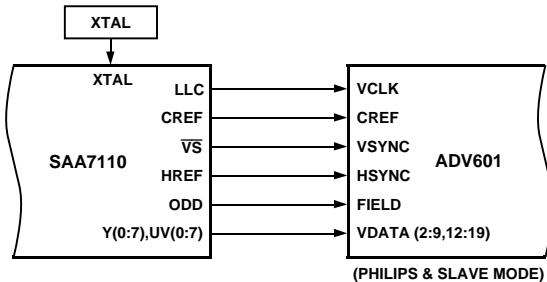 XTAL
XTAL
LLC VCLK
CREF CREF
V̅S̅ VSYNC
SAA7110 ADV601
HREF HSYNC
ODD FIELD
Y(0:7),UV(0:7) VDATA (2:9,12:19)
(PHILIPS & SLAVE MODE)